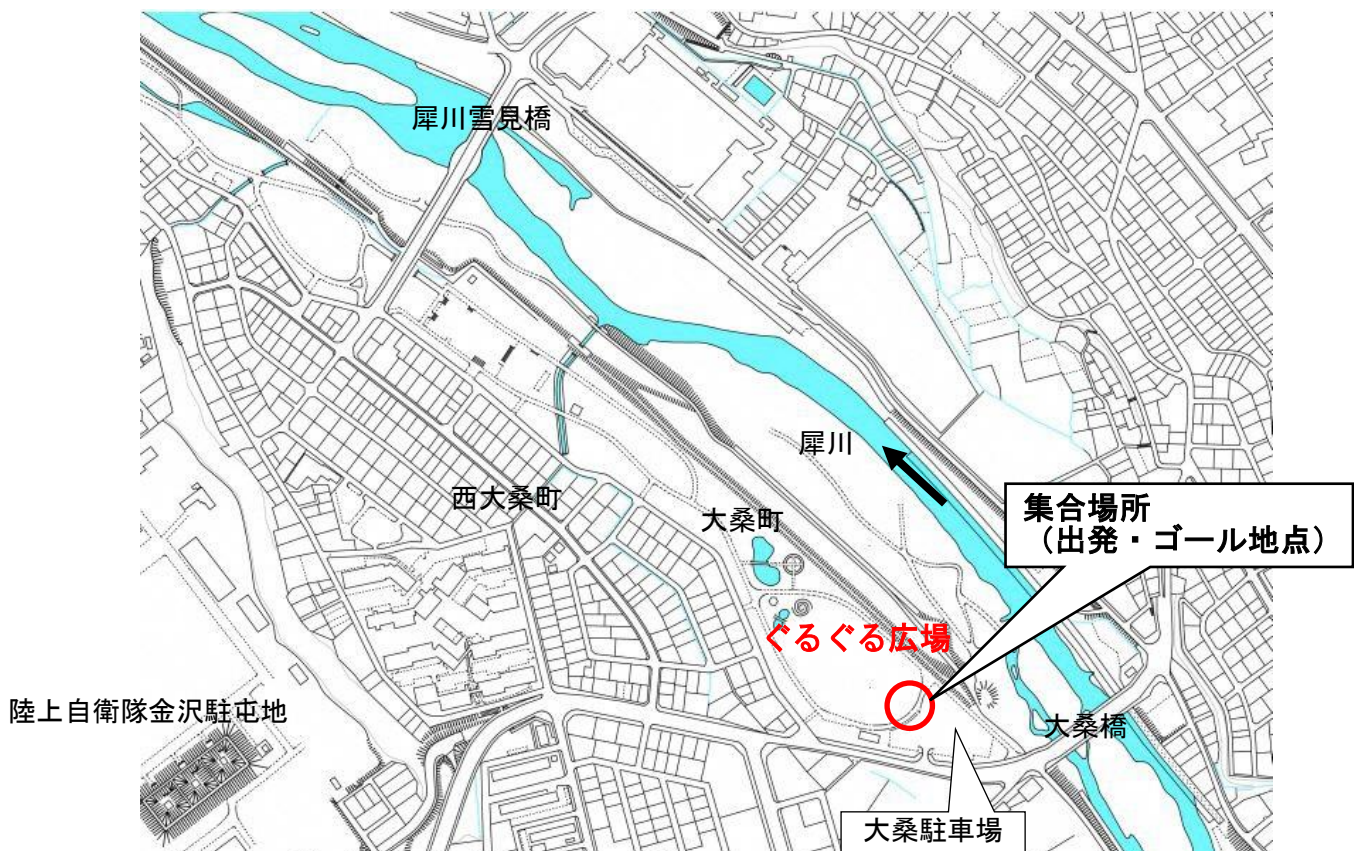 犀川雪見橋
犀川
集合場所
（出発・ゴール地点）
西大桑町
大桑町
ぐるぐる広場
陸上自衛隊金沢駐屯地
大桑橋
大桑駐車場